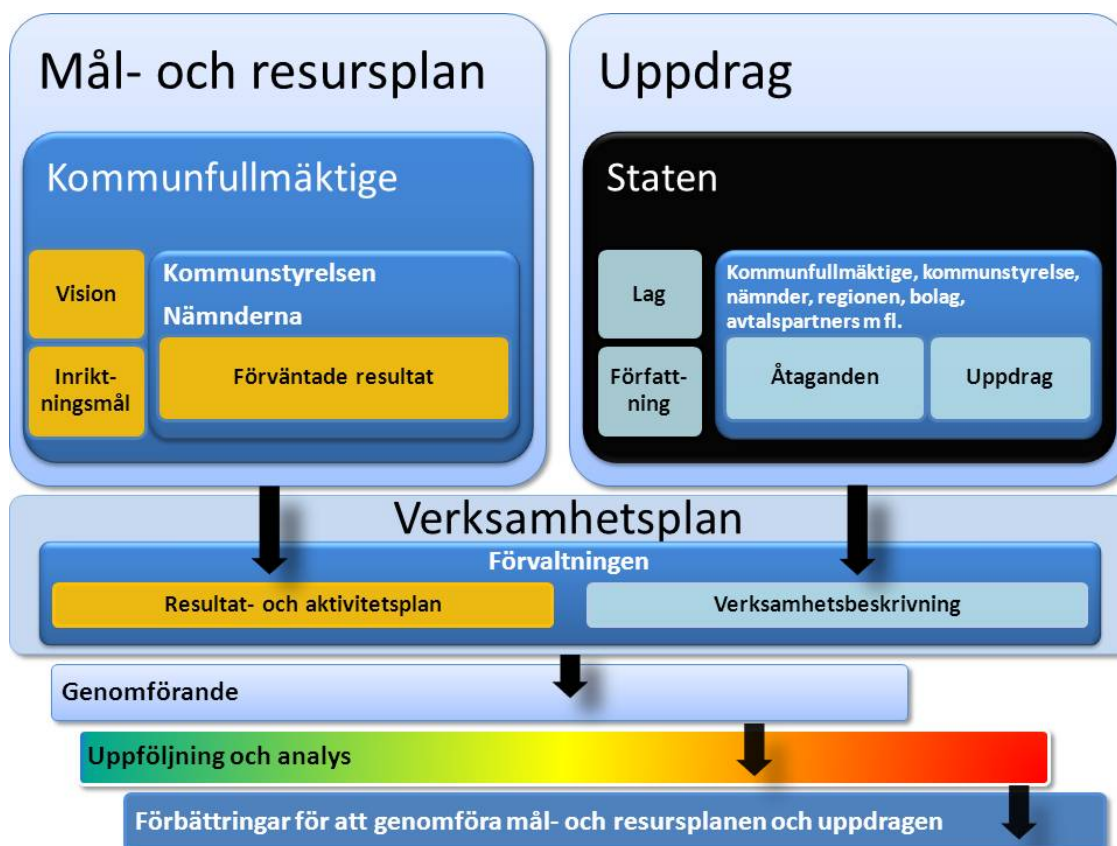 Mål- och resursplan
Kommunfullmäktige
Vision
Inrikt-
ningsmål
Kommunstyrelsen
Nämnderna
Förväntade resultat
Uppdrag
Staten
Lag
Författ-
ning
Kommunfullmäktige, kommunstyrelse,
nämnder, regionen, bolag,
avtalspartners m fl.
Åtaganden
Uppdrag
Verksamhetsplan
Förvaltningen
Resultat- och aktivitetsplan
Verksamhetsbeskrivning
Genomförande
Uppföljning och analys
Förbättringar för att genomföra mål- och resursplanen och uppdragen